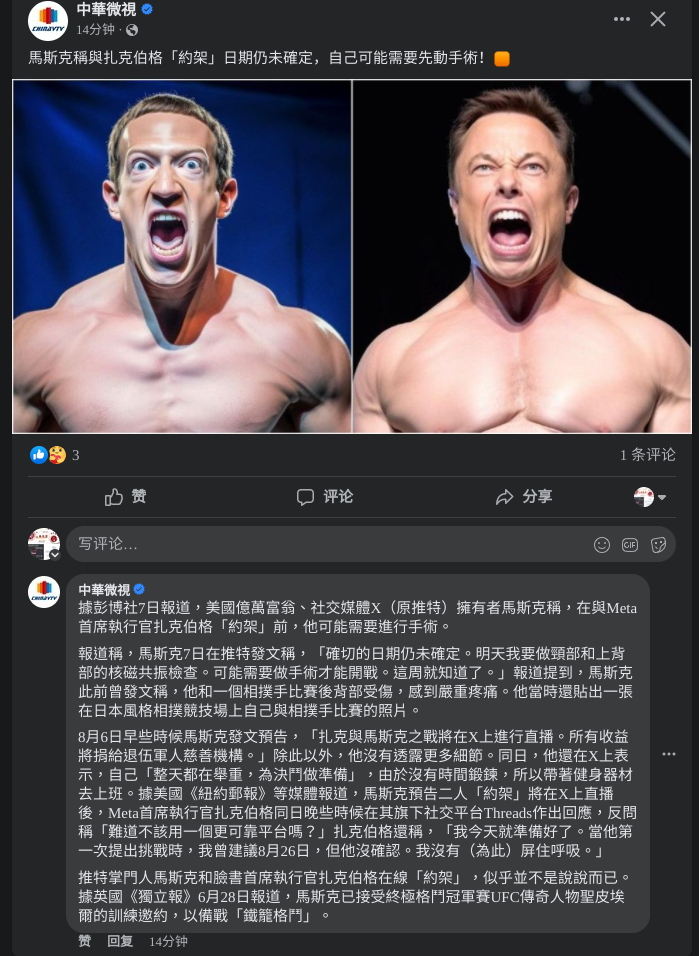 中華微視
14分钟 ·
馬斯克稱與扎克伯格「約架」日期仍未確定，自己可能需要先動手術！
CHINAVTV
3
1 条评论
赞
评论
分享
写评论…
GIF
中華微視
CHINAVTV
據彭博社7日報道，美國億萬富翁、社交媒體X（原推特）擁有者馬斯克稱，在與Meta
首席執行官扎克伯格「約架」前，他可能需要進行手術。
報道稱，馬斯克7日在推特發文稱，「確切的日期仍未確定。明天我要做頸部和上背
部的核磁共振檢查。可能需要做手術才能開戰。這周就知道了。」報道提到，馬斯克
此前曾發文稱，他和一個相撲手比賽後背部受傷，感到嚴重疼痛。他當時還貼出一張
在日本風格相撲競技場上自己與相撲手比賽的照片。
8月6日早些時候馬斯克發文預告，「扎克與馬斯克之戰將在X上進行直播。所有收益
將捐給退伍軍人慈善機構。」除此以外，他沒有透露更多細節。同日，他還在X上表
示，自己「整天都在舉重，為決鬥做準備」，由於沒有時間鍛鍊，所以帶著健身器材
去上班。據美國《紐約郵報》等媒體報道，馬斯克預告二人「約架」將在X上直播
後，Meta首席執行官扎克伯格同日晚些時候在其旗下社交平台Threads作出回應，反問
稱「難道不該用一個更可靠平台嗎？」扎克伯格還稱，「我今天就準備好了。當他第
一次提出挑戰時，我曾建議8月26日，但他沒確認。我沒有（為此）屏住呼吸。」
推特掌門人馬斯克和臉書首席執行官扎克伯格在線「約架」，似乎並不是說說而已。
據英國《獨立報》6月28日報道，馬斯克已接受終極格鬥冠軍賽UFC傳奇人物聖皮埃
爾的訓練邀約，以備戰「鐵籠格鬥」。
赞 回复 14分钟